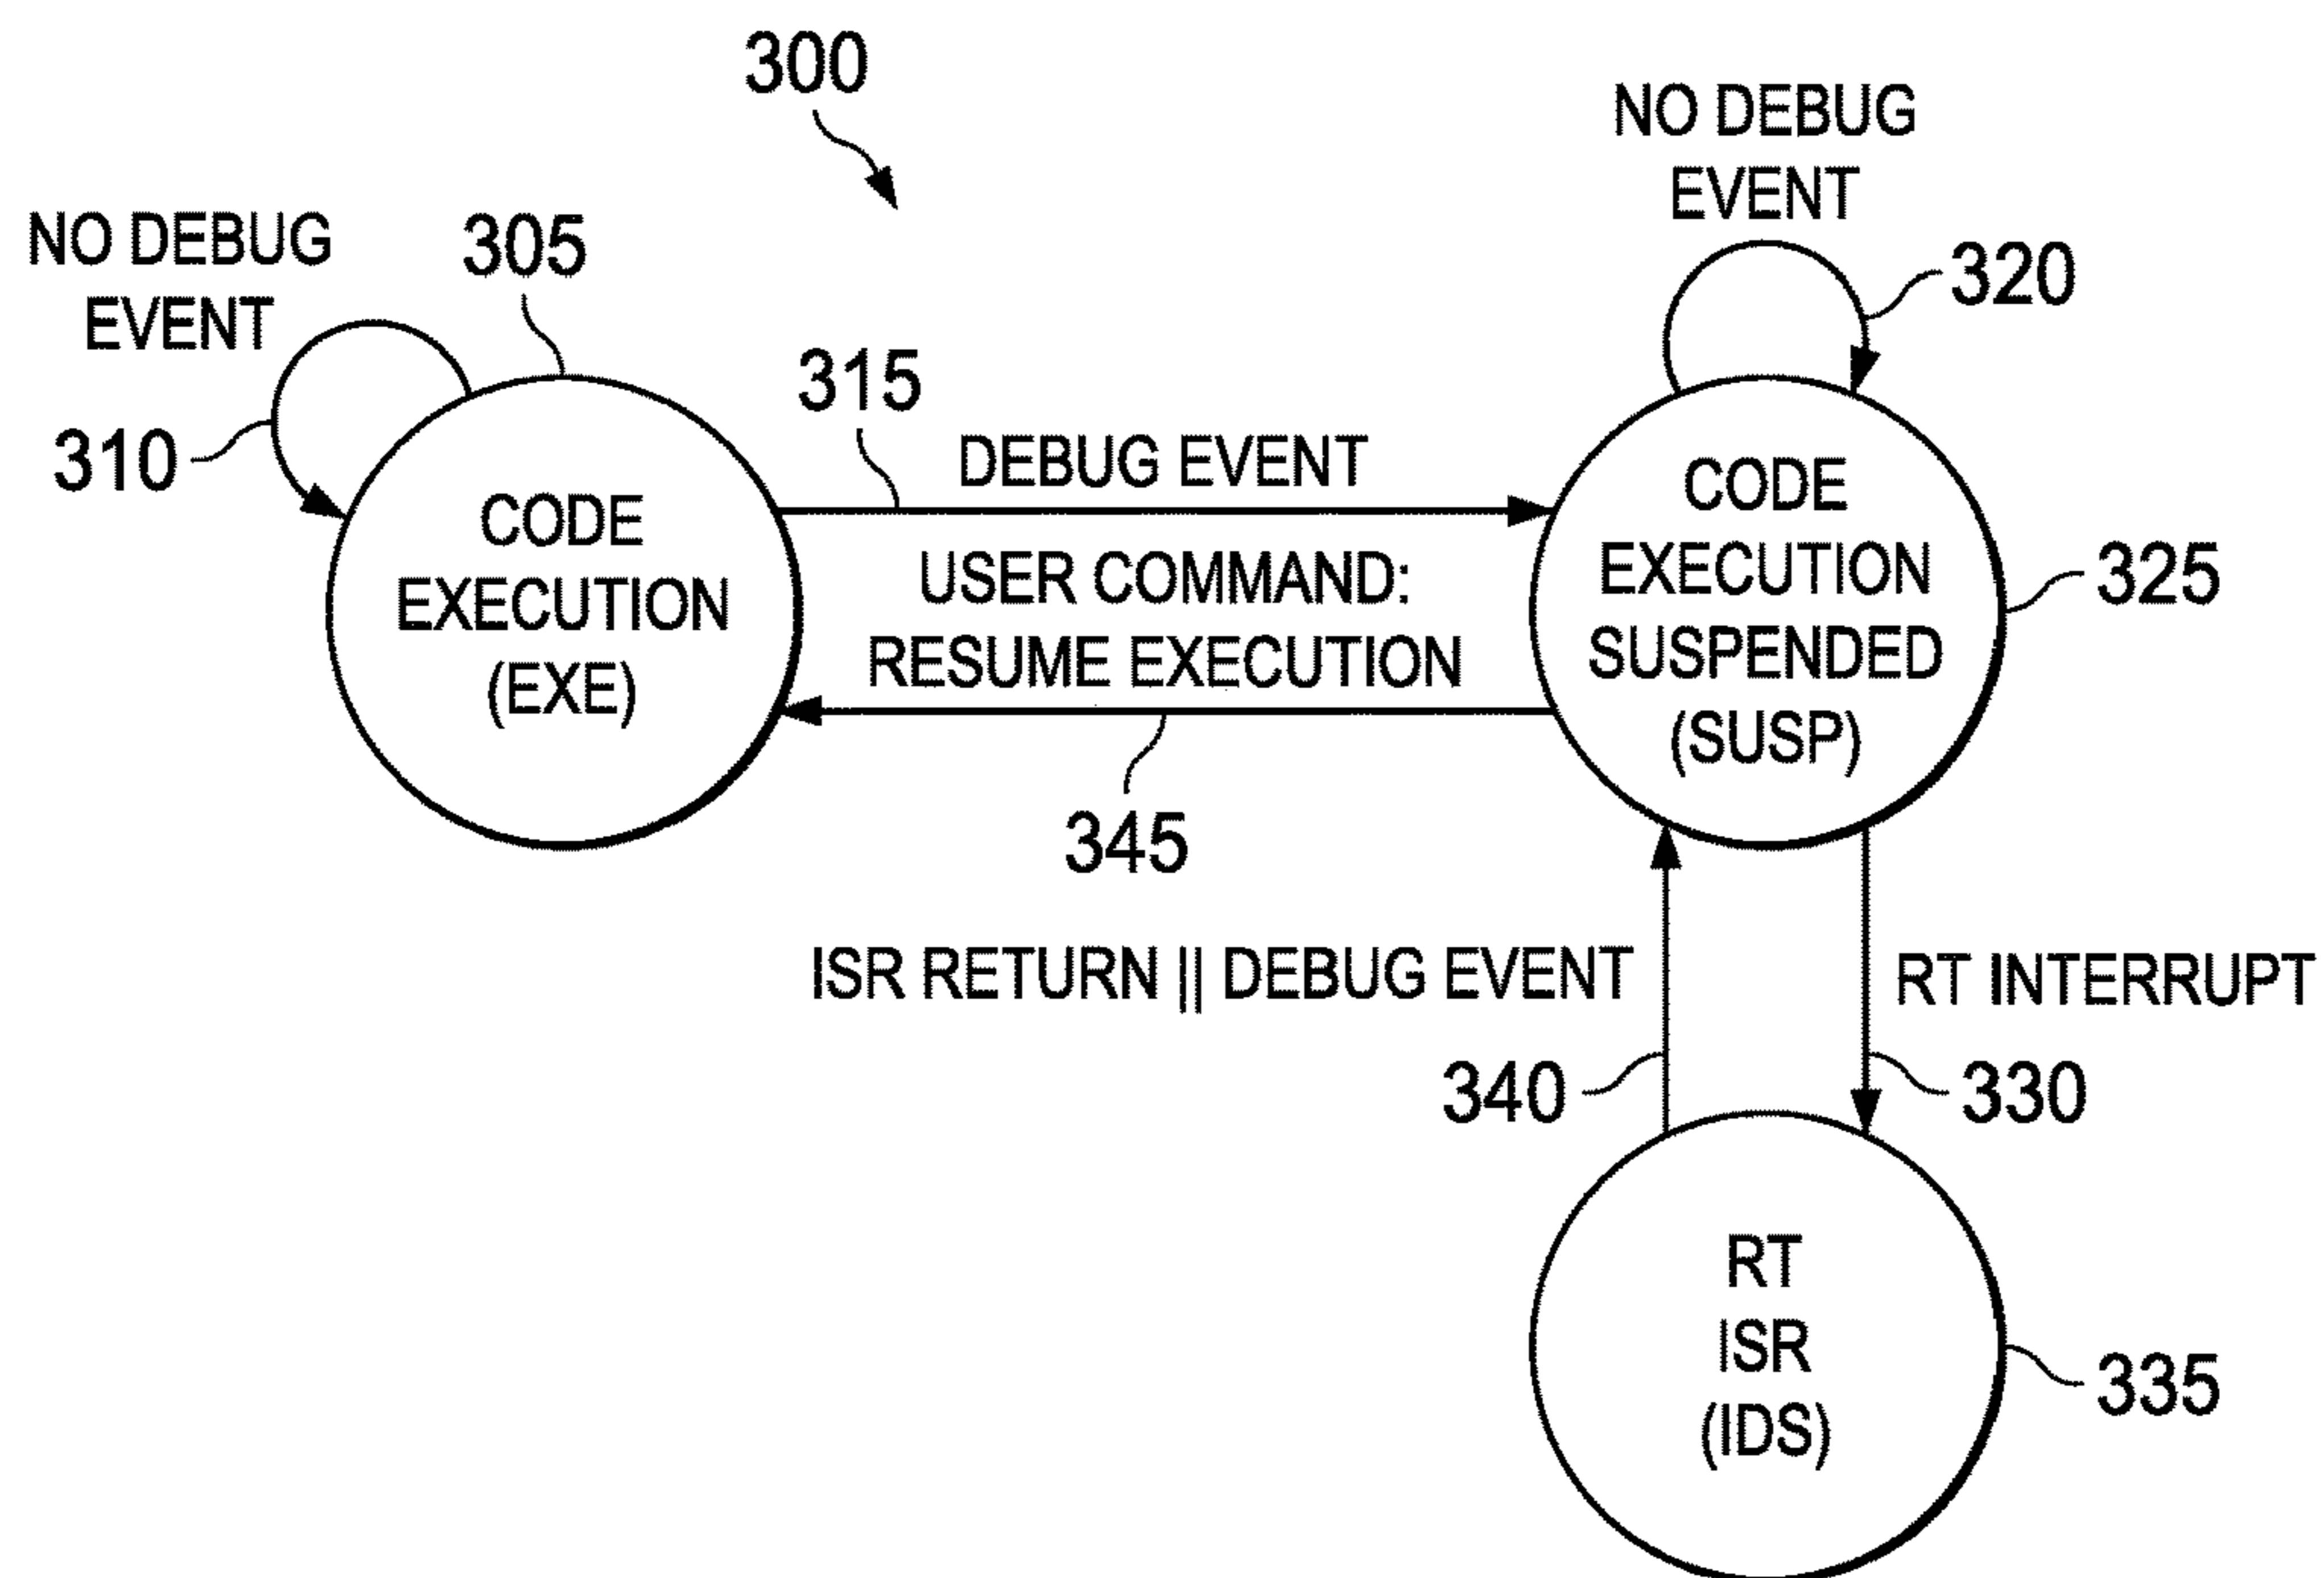 300
NO DEBUG
EVENT
305
310
CODE
EXECUTION
(EXE)
315
DEBUG EVENT
USER COMMAND:
RESUME EXECUTION
345
NO DEBUG
EVENT
320
CODE
EXECUTION
SUSPENDED
(SUSP)
325
ISR RETURN || DEBUG EVENT
340
RT INTERRUPT
330
RT
ISR
(IDS)
335